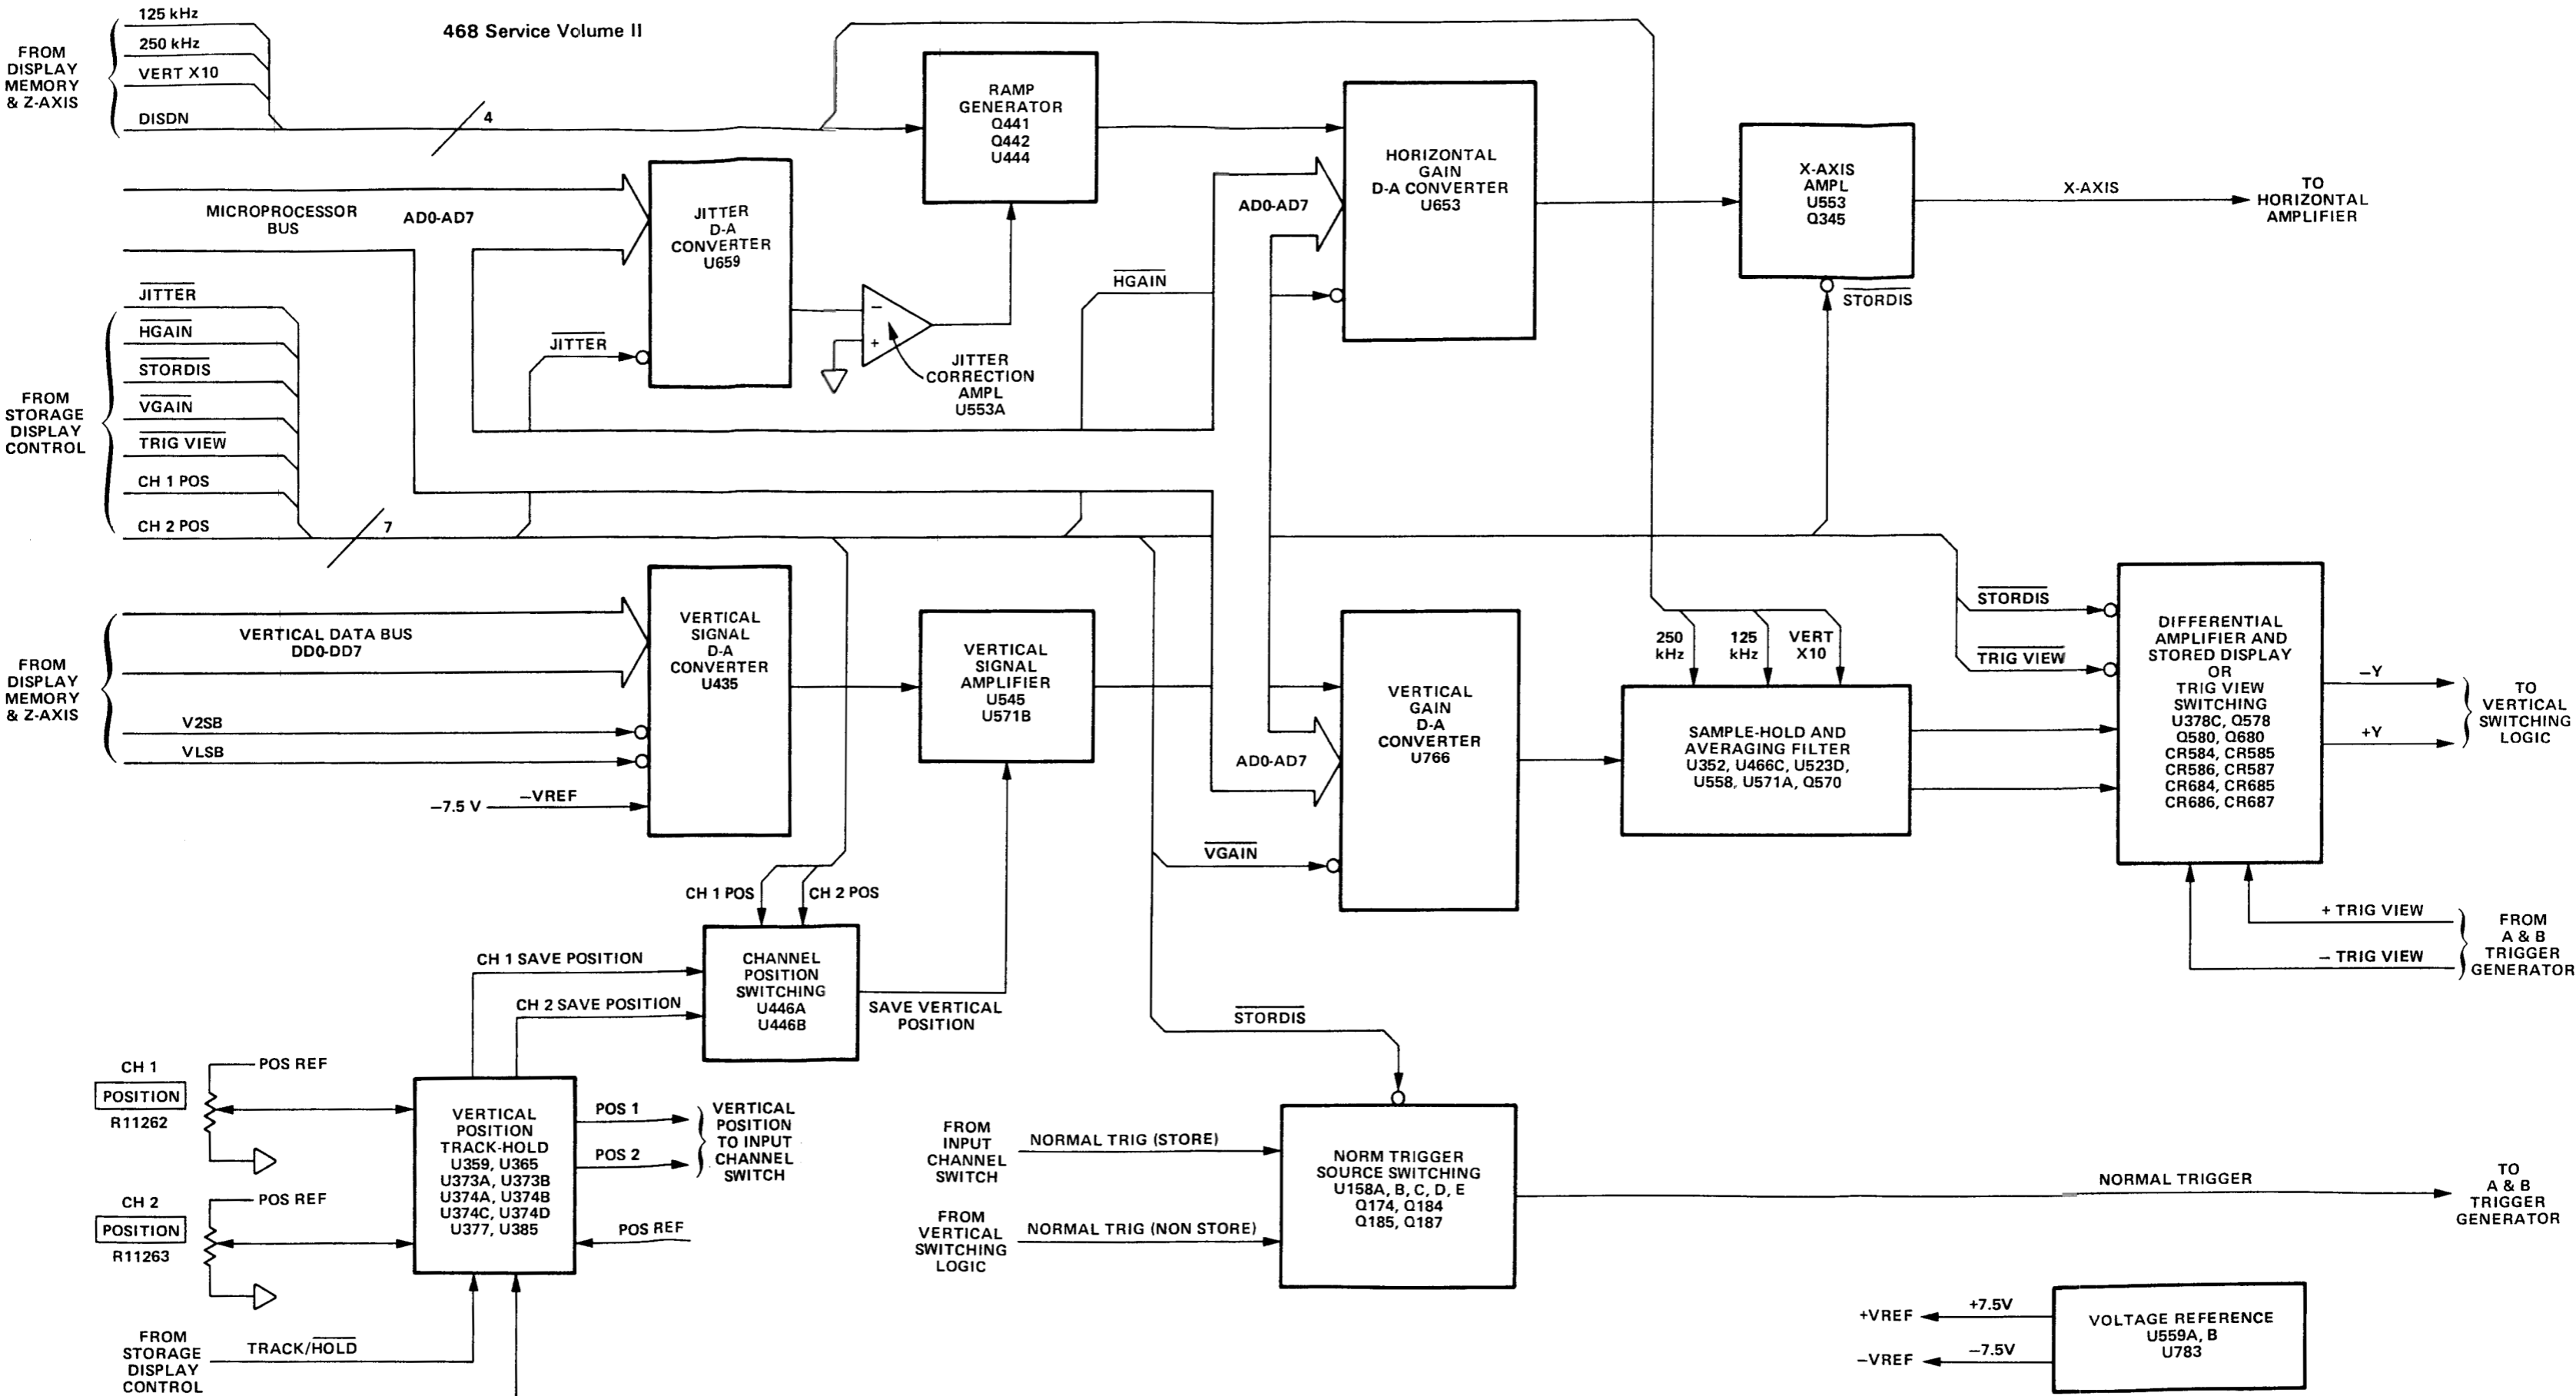 468 Service Volume II
FROM
DISPLAY
MEMORY
& Z-AXIS
125 kHz
250 kHz
VERT X10
DISDN
4
MICROPROCESSOR
BUS
AD0-AD7
JITTER
D-A
CONVERTER
U659
RAMP
GENERATOR
Q441
Q442
U444
JITTER
JITTER
CORRECTION
AMPL
U553A
−
+
HGAIN
AD0-AD7
HORIZONTAL
GAIN
D-A CONVERTER
U653
X-AXIS
AMPL
U553
Q345
STORDIS
X-AXIS
TO
HORIZONTAL
AMPLIFIER
FROM
STORAGE
DISPLAY
CONTROL
JITTER
HGAIN
STORDIS
VGAIN
TRIG VIEW
CH 1 POS
CH 2 POS
7
FROM
DISPLAY
MEMORY
& Z-AXIS
VERTICAL DATA BUS
DD0-DD7
V2SB
VLSB
−7.5 V
−VREF
VERTICAL
SIGNAL
D-A
CONVERTER
U435
VERTICAL
SIGNAL
AMPLIFIER
U545
U571B
AD0-AD7
VGAIN
VERTICAL
GAIN
D-A
CONVERTER
U766
250
kHz
125
kHz
VERT
X10
SAMPLE-HOLD AND
AVERAGING FILTER
U352, U466C, U523D,
U558, U571A, Q570
STORDIS
TRIG VIEW
DIFFERENTIAL
AMPLIFIER AND
STORED DISPLAY
OR
TRIG VIEW
SWITCHING
U378C, Q578
Q580, Q680
CR584, CR585
CR586, CR587
CR684, CR685
CR686, CR687
−Y
+Y
TO
VERTICAL
SWITCHING
LOGIC
+ TRIG VIEW
− TRIG VIEW
FROM
A & B
TRIGGER
GENERATOR
CH 1 POS
CH 2 POS
CH 1 SAVE POSITION
CH 2 SAVE POSITION
CHANNEL
POSITION
SWITCHING
U446A
U446B
SAVE VERTICAL
POSITION
CH 1
POSITION
R11262
POS REF
CH 2
POSITION
R11263
POS REF
VERTICAL
POSITION
TRACK-HOLD
U359, U365
U373A, U373B
U374A, U374B
U374C, U374D
U377, U385
POS 1
POS 2
VERTICAL
POSITION
TO INPUT
CHANNEL
SWITCH
POS REF
FROM
STORAGE
DISPLAY
CONTROL
TRACK/HOLD
STORDIS
FROM
INPUT
CHANNEL
SWITCH
NORMAL TRIG (STORE)
FROM
VERTICAL
SWITCHING
LOGIC
NORMAL TRIG (NON STORE)
NORM TRIGGER
SOURCE SWITCHING
U158A, B, C, D, E
Q174, Q184
Q185, Q187
NORMAL TRIGGER
TO
A & B
TRIGGER
GENERATOR
+VREF
+7.5V
−VREF
−7.5V
VOLTAGE REFERENCE
U559A, B
U783